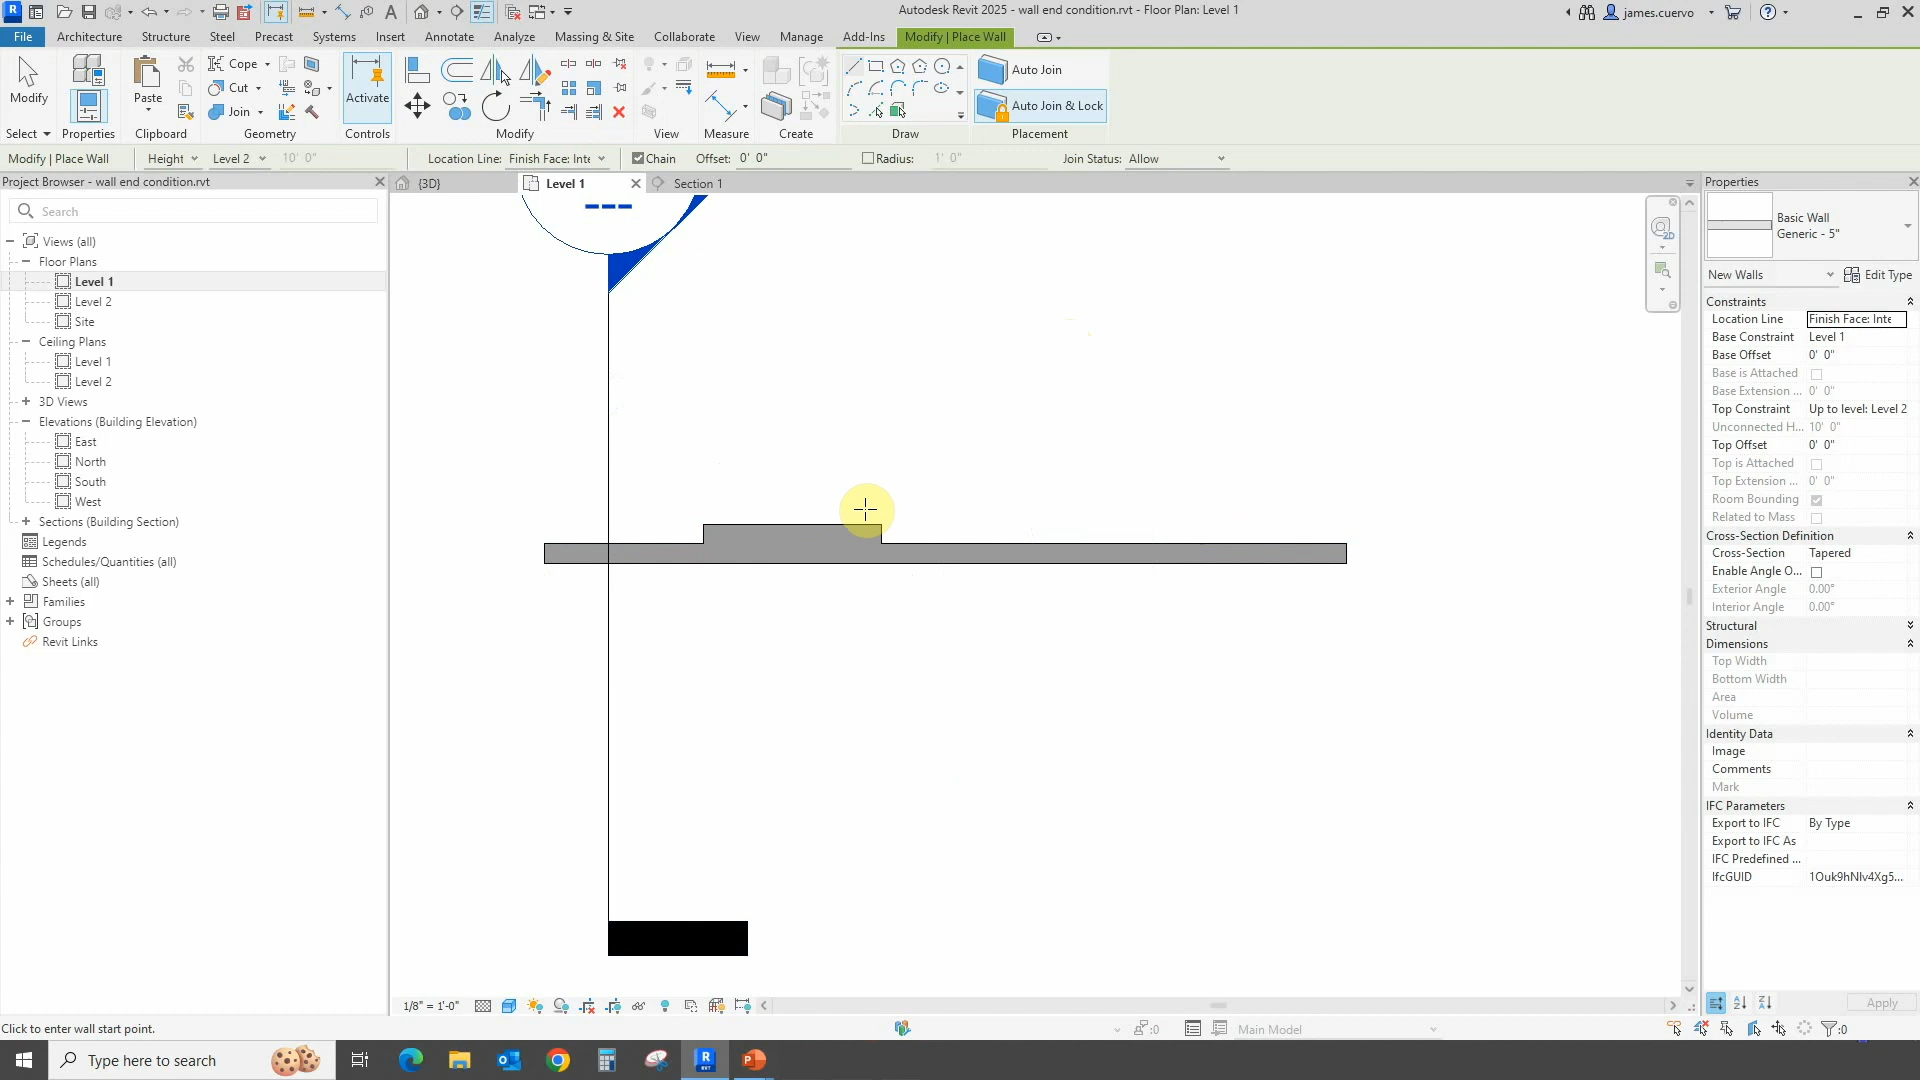 Autodesk Revit 2025 - wall end condition.rvt - Floor Plan: Level 1
james.cuervo
File Architecture Structure Steel Precast Systems Insert Annotate Analyze Massing & Site Collaborate View Manage Add-Ins Modify | Place Wall
Modify
Paste
Cope
Cut
Join
Activate
Auto Join
Auto Join & Lock
Select Properties Clipboard Geometry Controls Modify View Measure Create Draw Placement
Modify | Place Wall Height Level 2 10' 0" Location Line: Finish Face: Inte Chain Offset: 0' 0" Radius: 1' 0" Join Status: Allow
Project Browser - wall end condition.rvt
{3D}
Level 1
Section 1
Search
Views (all)
Floor Plans
Level 1
Level 2
Site
Ceiling Plans
Level 1
Level 2
3D Views
Elevations (Building Elevation)
East
North
South
West
Sections (Building Section)
Legends
Schedules/Quantities (all)
Sheets (all)
Families
Groups
Revit Links
2D
Properties
Basic Wall
Generic - 5"
New Walls Edit Type
Constraints
Location Line Finish Face: Inte
Base Constraint Level 1
Base Offset 0' 0"
Base is Attached
Base Extension ... 0' 0"
Top Constraint Up to level: Level 2
Unconnected H... 10' 0"
Top Offset 0' 0"
Top is Attached
Top Extension ... 0' 0"
Room Bounding
Related to Mass
Cross-Section Definition
Cross-Section Tapered
Enable Angle O...
Exterior Angle 0.00°
Interior Angle 0.00°
Structural
Dimensions
Top Width
Bottom Width
Area
Volume
Identity Data
Image
Comments
Mark
IFC Parameters
Export to IFC By Type
Export to IFC As
IFC Predefined ...
IfcGUID 1Ouk9hNlv4Xg5...
Apply
1/8" = 1'-0"
Click to enter wall start point.
:0
Main Model
:0
Type here to search